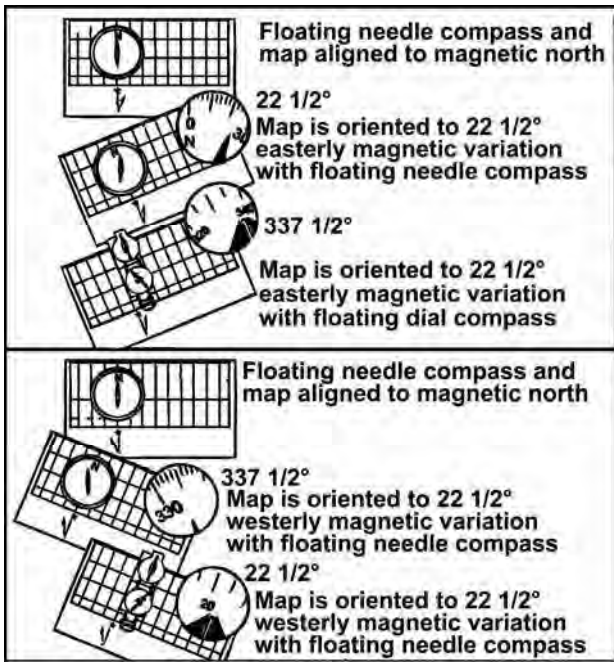 Floating needle compass and
map aligned to magnetic north
22 1/2°
Map is oriented to 22 1/2°
easterly magnetic variation
with floating needle compass
337 1/2°
Map is oriented to 22 1/2°
easterly magnetic variation
with floating dial compass
Floating needle compass and
map aligned to magnetic north
337 1/2°
Map is oriented to 22 1/2°
westerly magnetic variation
with floating needle compass
330
22 1/2°
Map is oriented to 22 1/2°
westerly magnetic variation
with floating needle compass
20